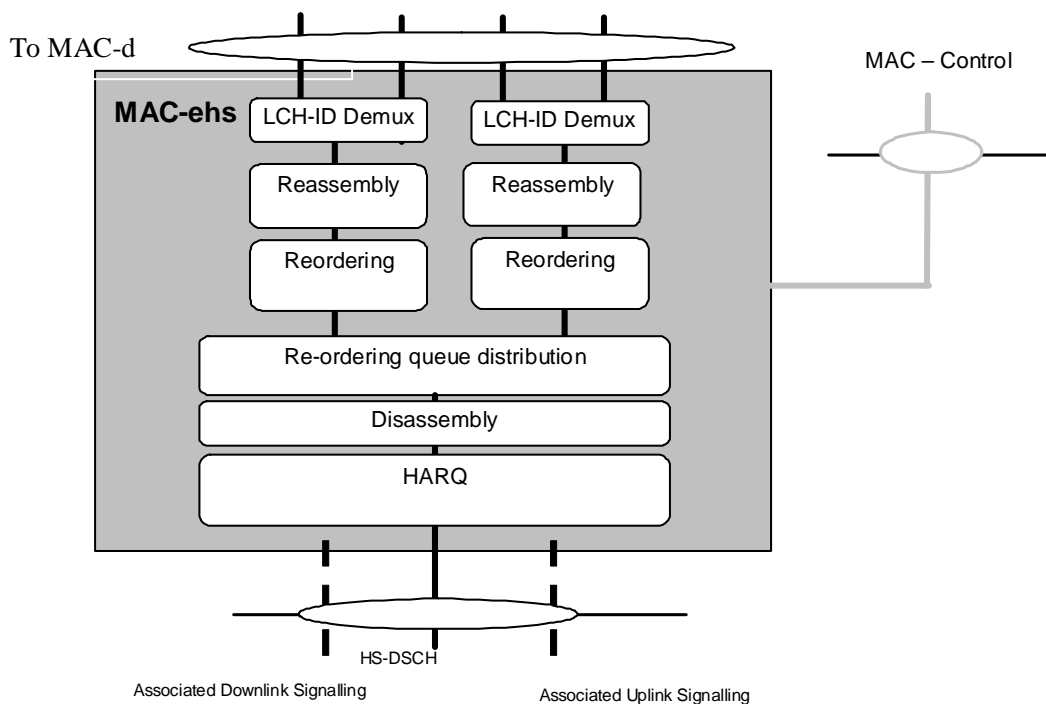 To MAC-d
MAC – Control
MAC-ehs
LCH-ID Demux
LCH-ID Demux
Reassembly
Reassembly
Reordering
Reordering
Re-ordering queue distribution
Disassembly
HARQ
HS-DSCH
Associated Downlink Signalling
Associated Uplink Signalling